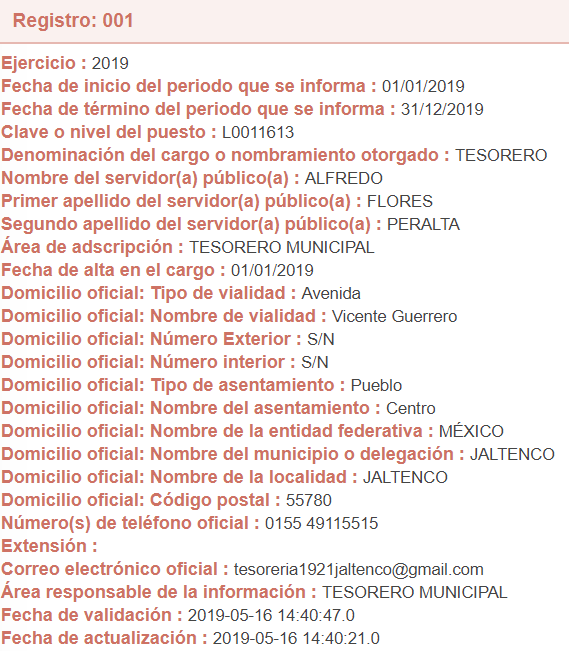 Registro: 001
Ejercicio : 2019
Fecha de inicio del periodo que se informa : 01/01/2019
Fecha de término del periodo que se informa : 31/12/2019
Clave o nivel del puesto : L0011613
Denominación del cargo o nombramiento otorgado : TESORERO
Nombre del servidor(a) público(a) : ALFREDO
Primer apellido del servidor(a) público(a) : FLORES
Segundo apellido del servidor(a) público(a) : PERALTA
Área de adscripción : TESORERO MUNICIPAL
Fecha de alta en el cargo : 01/01/2019
Domicilio oficial: Tipo de vialidad : Avenida
Domicilio oficial: Nombre de vialidad : Vicente Guerrero
Domicilio oficial: Número Exterior : S/N
Domicilio oficial: Número interior : S/N
Domicilio oficial: Tipo de asentamiento : Pueblo
Domicilio oficial: Nombre del asentamiento : Centro
Domicilio oficial: Nombre de la entidad federativa : MÉXICO
Domicilio oficial: Nombre del municipio o delegación : JALTENCO
Domicilio oficial: Nombre de la localidad : JALTENCO
Domicilio oficial: Código postal : 55780
Número(s) de teléfono oficial : 0155 49115515
Extensión :
Correo electrónico oficial : tesoreria1921jaltenco@gmail.com
Área responsable de la información : TESORERO MUNICIPAL
Fecha de validación : 2019-05-16 14:40:47.0
Fecha de actualización : 2019-05-16 14:40:21.0